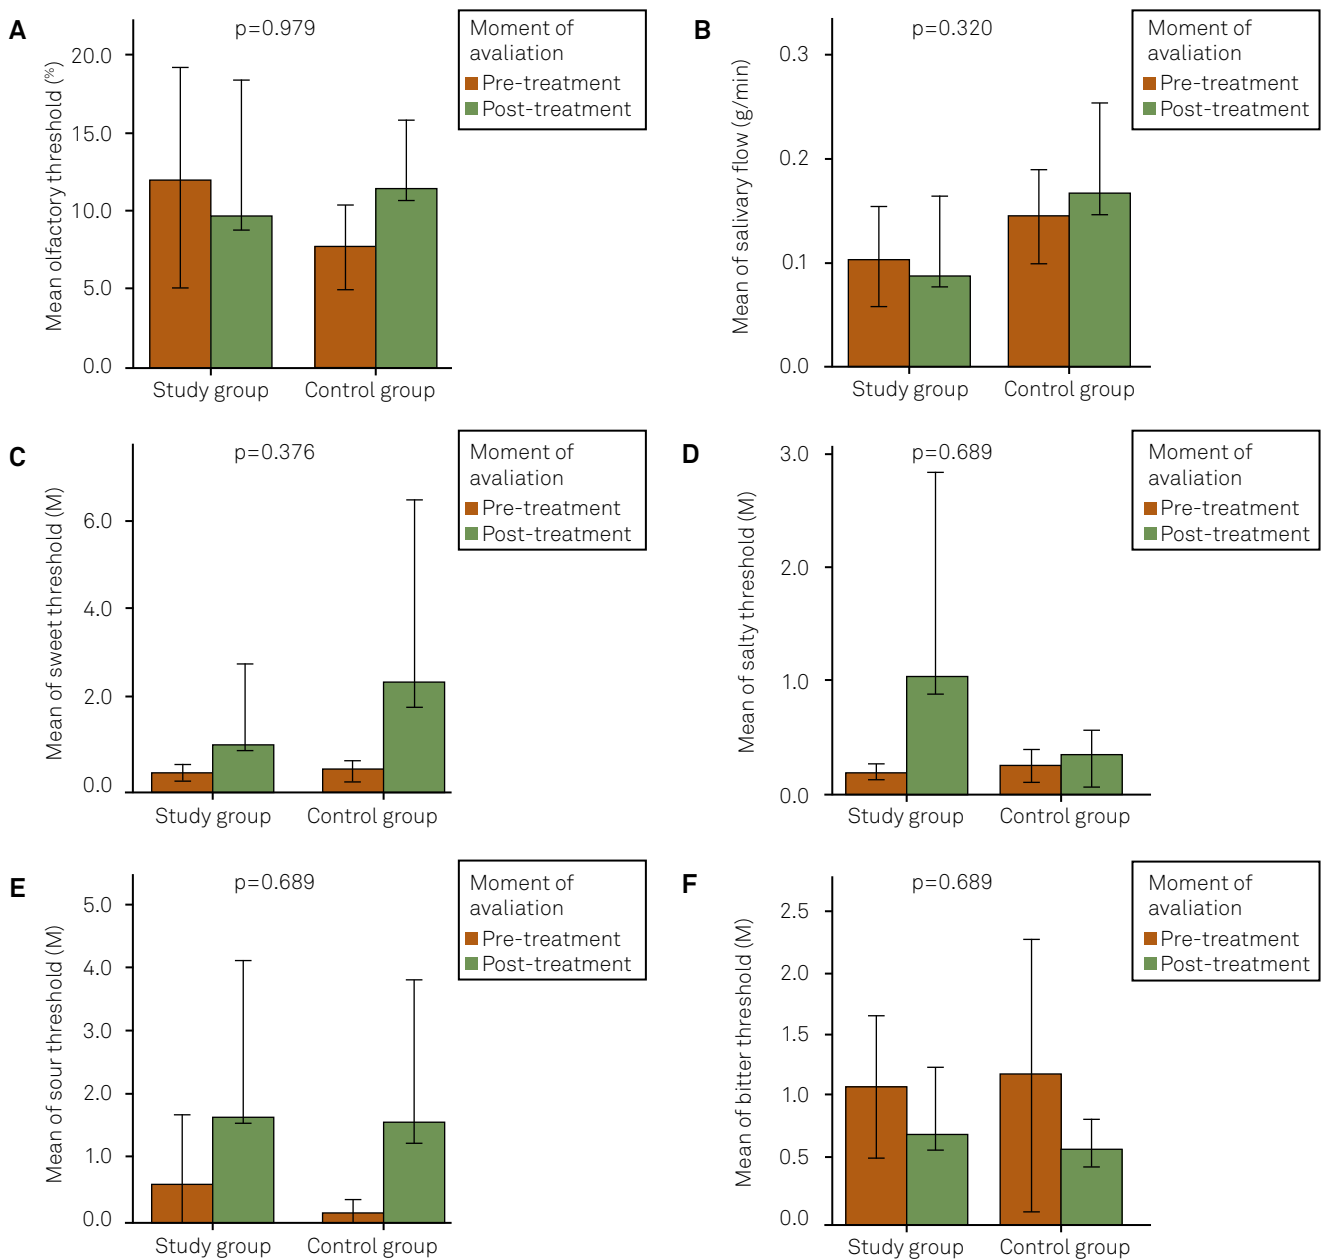 A
p=0.979
Moment of
avaliation
Pre-treatment
Post-treatment
Mean olfactory threshold (%)
20.0
15.0
10.0
5.0
0.0
Study group
Control group
B
p=0.320
Moment of
avaliation
Pre-treatment
Post-treatment
Mean of salivary flow (g/min)
0.3
0.2
0.1
0.0
Study group
Control group
C
p=0.376
Moment of
avaliation
Pre-treatment
Post-treatment
Mean of sweet threshold (M)
6.0
4.0
2.0
0.0
Study group
Control group
D
p=0.689
Moment of
avaliation
Pre-treatment
Post-treatment
Mean of salty threshold (M)
3.0
2.0
1.0
0.0
Study group
Control group
E
p=0.689
Moment of
avaliation
Pre-treatment
Post-treatment
Mean of sour threshold (M)
5.0
4.0
3.0
2.0
1.0
0.0
Study group
Control group
F
p=0.689
Moment of
avaliation
Pre-treatment
Post-treatment
Mean of bitter threshold (M)
2.5
2.0
1.5
1.0
0.5
0.0
Study group
Control group